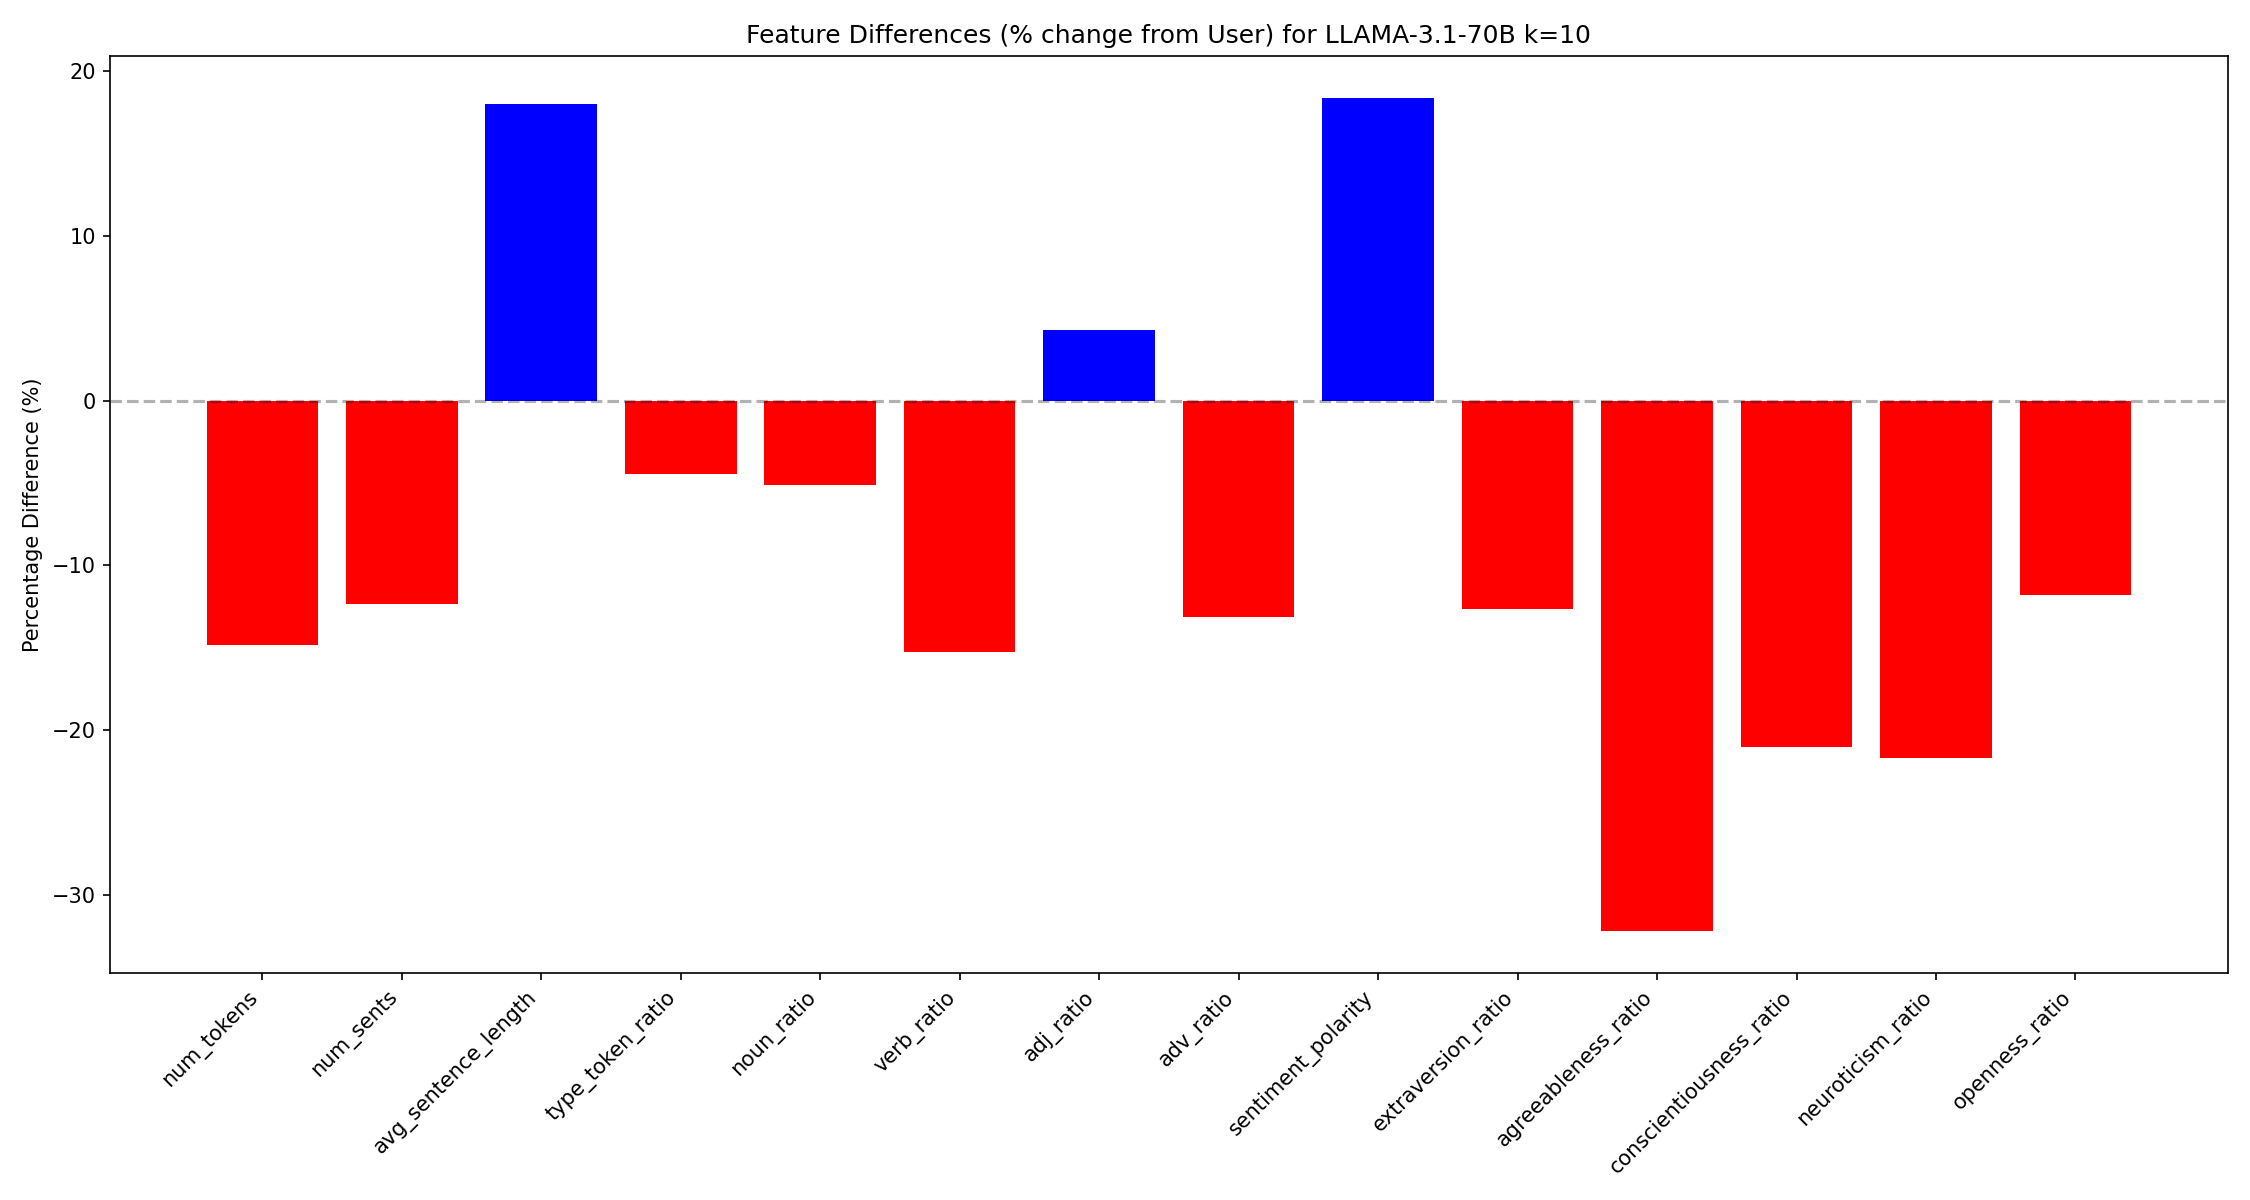 Feature Differences (% change from User) for LLAMA-3.1-70B k=10
Percentage Difference (%)
20
10
0
−10
−20
−30
num_tokens
num_sents
avg_sentence_length
type_token_ratio
noun_ratio
verb_ratio
adj_ratio
adv_ratio
sentiment_polarity
extraversion_ratio
agreeableness_ratio
conscientiousness_ratio
neuroticism_ratio
openness_ratio